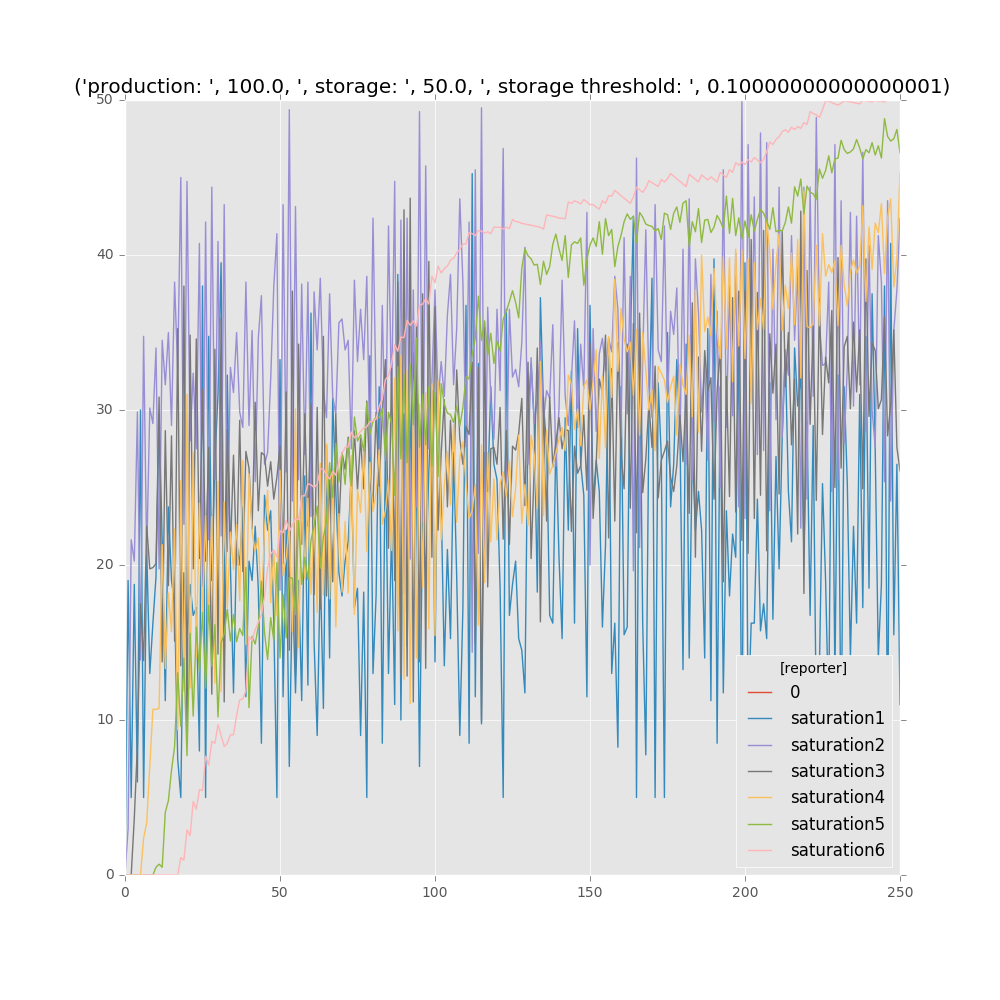 ('production: ', 100.0, ', storage: ', 50.0, ', storage threshold: ', 0.10000000000000001)
50
40
30
20
10
0
0 50 100 150 200 250
[reporter]
0
saturation1
saturation2
saturation3
saturation4
saturation5
saturation6